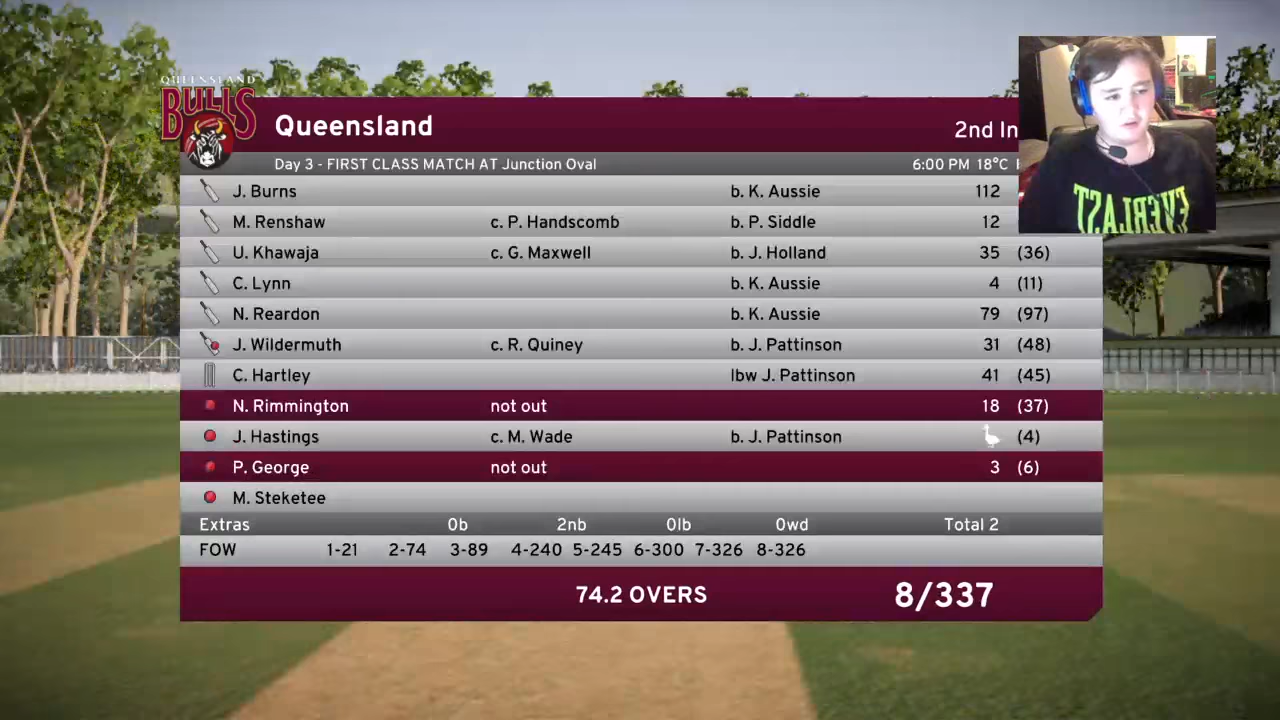 QUEENSLAND
BULLS
Queensland 2nd In
Day 3 - FIRST CLASS MATCH AT Junction Oval 6:00 PM 18°C
J. Burns b. K. Aussie 112
M. Renshaw c. P. Handscomb b. P. Siddle 12
U. Khawaja c. G. Maxwell b. J. Holland 35 (36)
C. Lynn b. K. Aussie 4 (11)
N. Reardon b. K. Aussie 79 (97)
J. Wildermuth c. R. Quiney b. J. Pattinson 31 (48)
C. Hartley lbw J. Pattinson 41 (45)
N. Rimmington not out 18 (37)
J. Hastings c. M. Wade b. J. Pattinson (4)
P. George not out 3 (6)
M. Steketee
Extras 0b 2nb 0lb 0wd Total 2
FOW 1-21 2-74 3-89 4-240 5-245 6-300 7-326 8-326
74.2 OVERS 8/337
EVERLAST